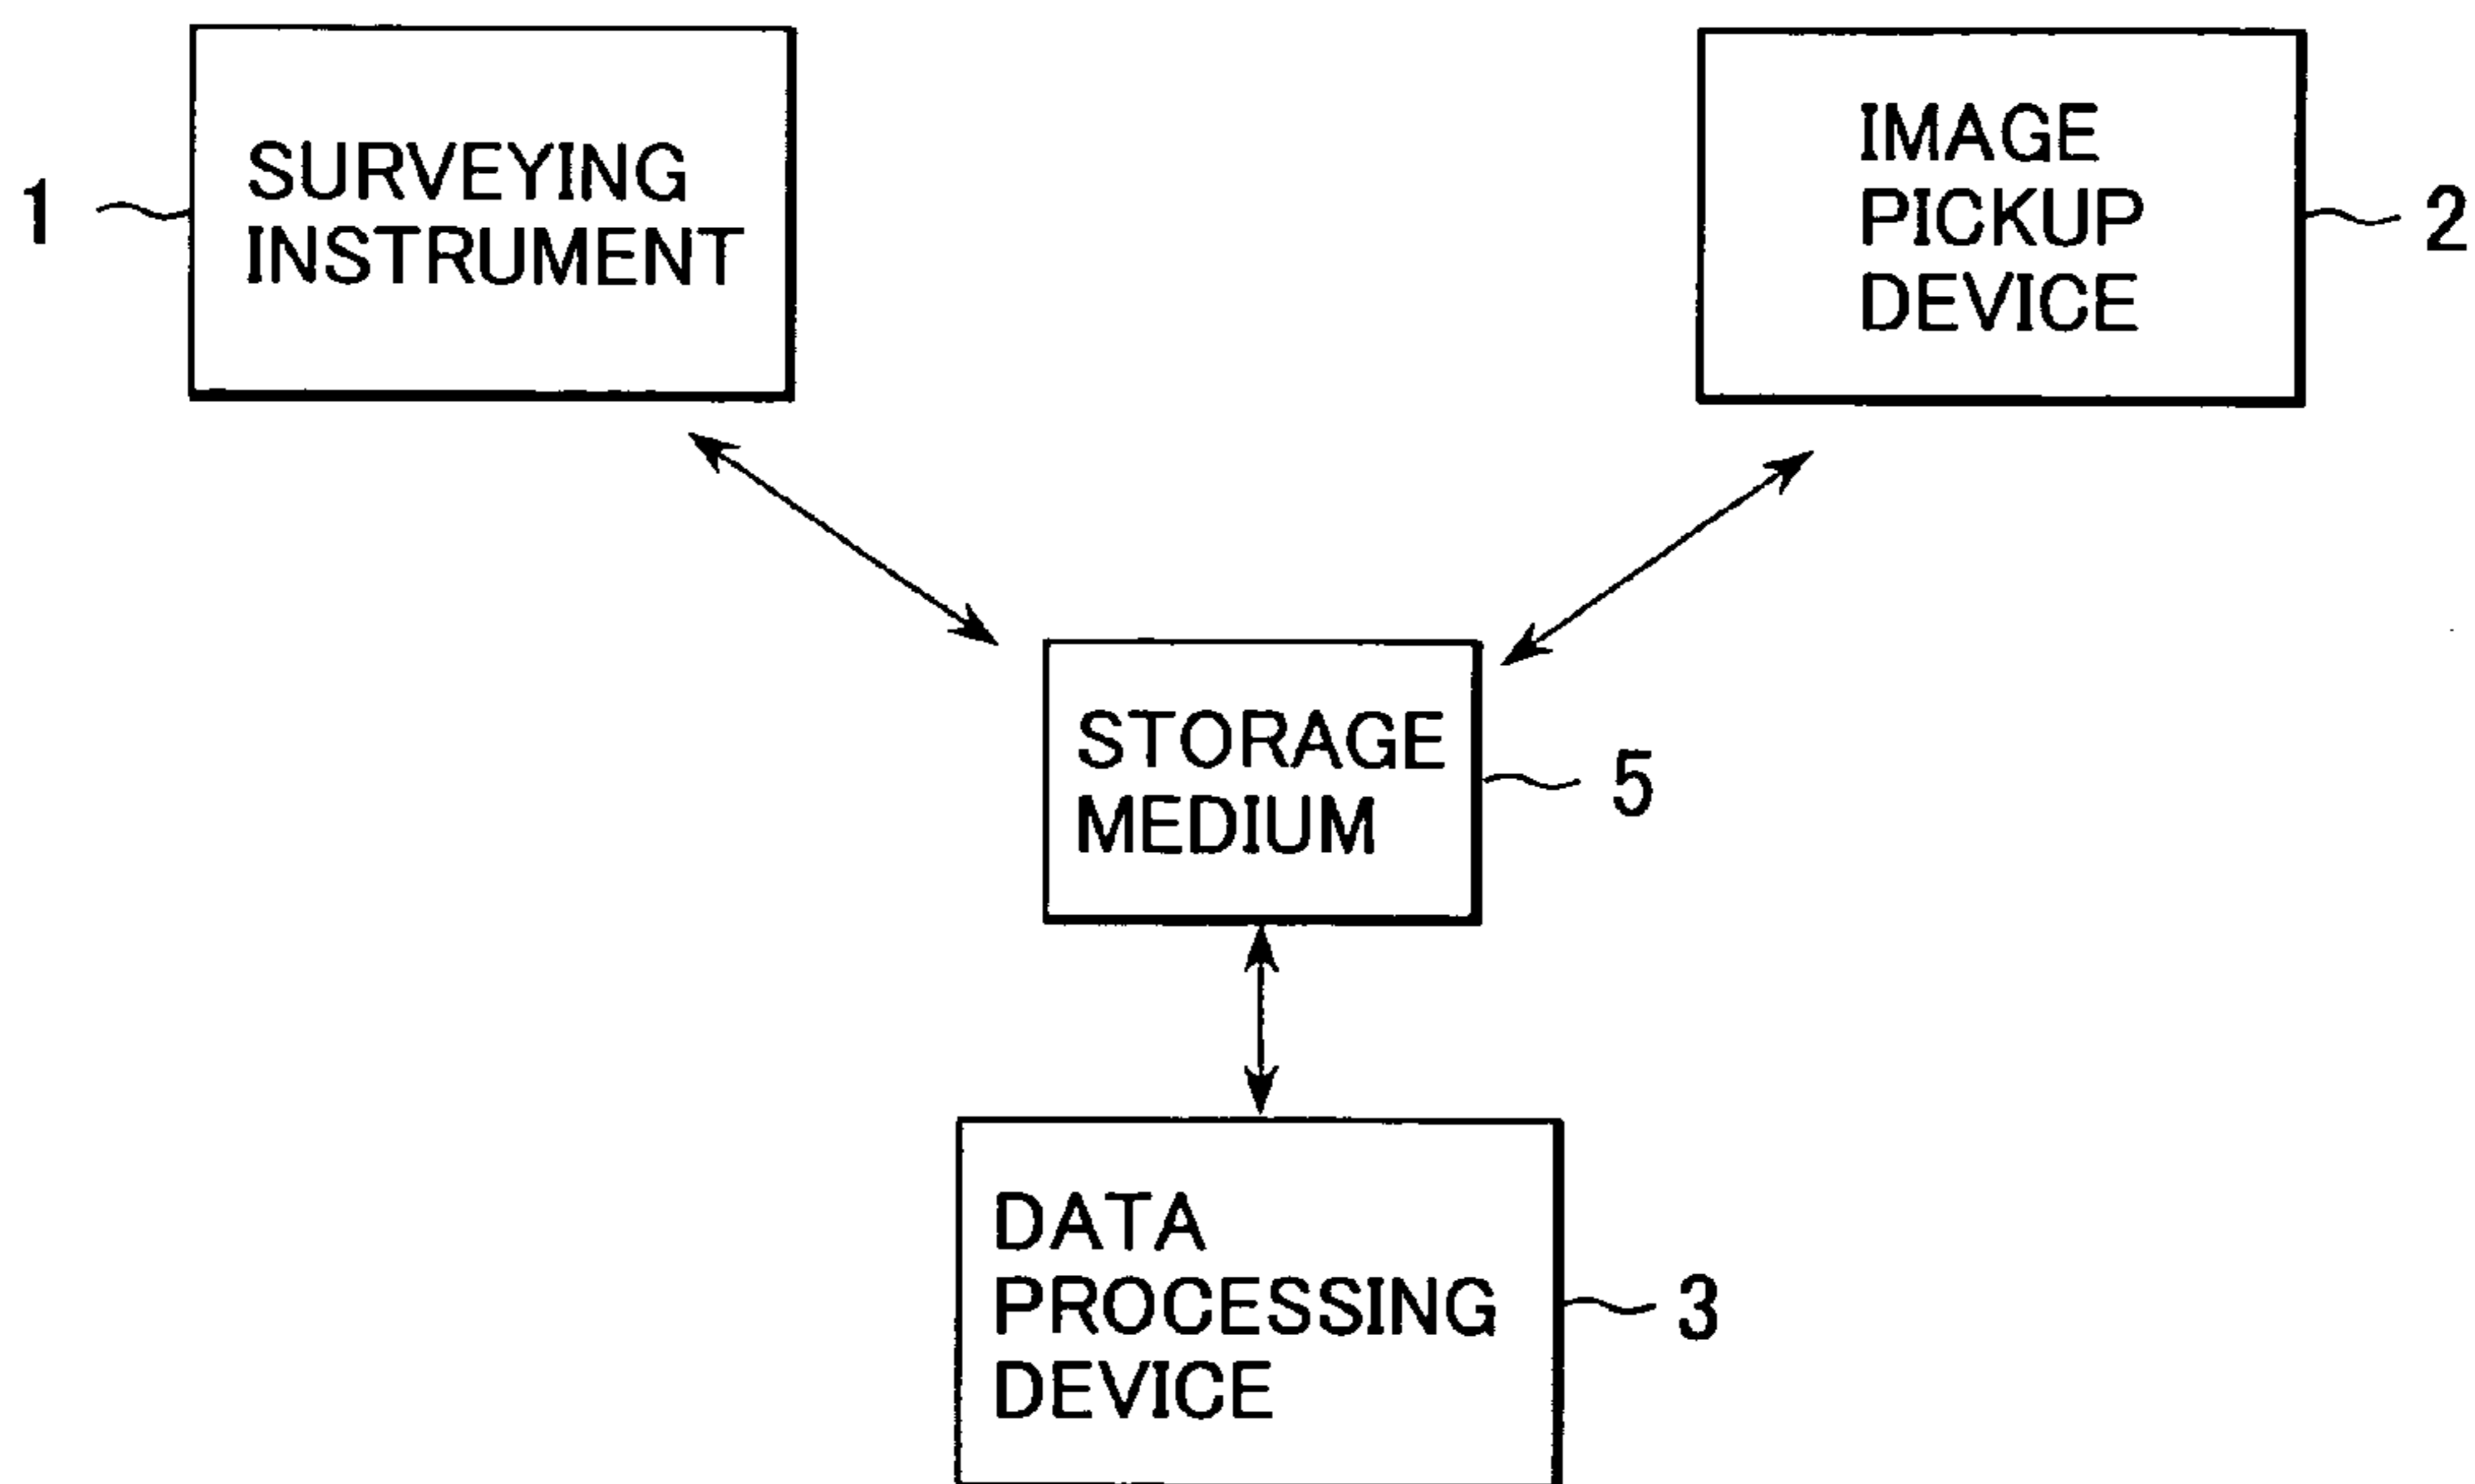 1
SURVEYING
INSTRUMENT
IMAGE
PICKUP
DEVICE
2
STORAGE
MEDIUM
5
DATA
PROCESSING
DEVICE
3